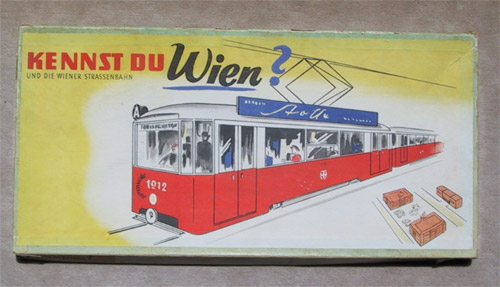 KENNST DU Wien?
UND DIE WIENER STRASSENBAHN
A
1912